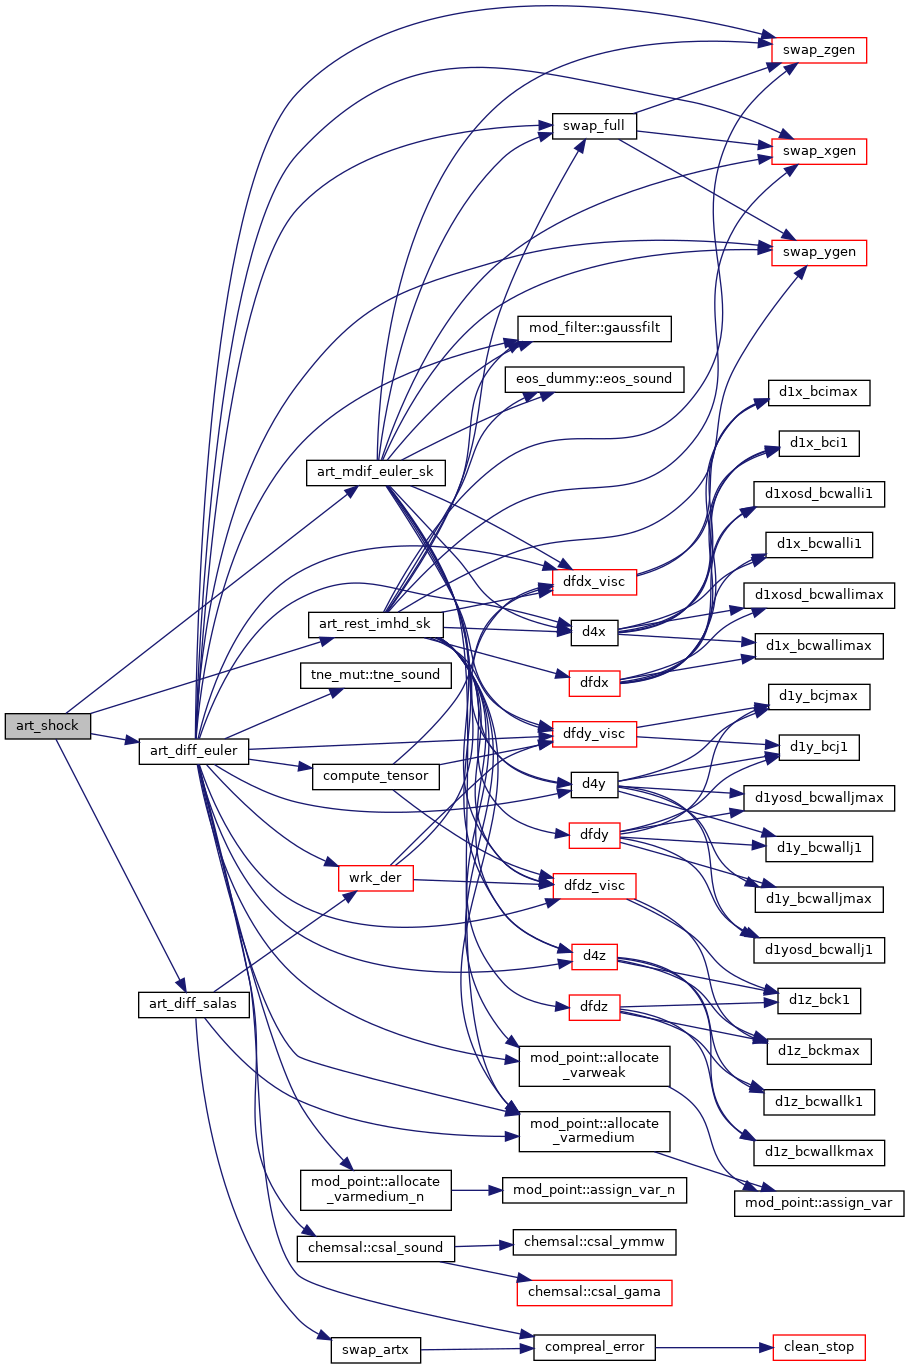 swap_zgen
swap_full
swap_xgen
swap_ygen
mod_filter::gaussfilt
eos_dummy::eos_sound
d1x_bcimax
d1x_bci1
art_mdif_euler_sk
d1xosd_bcwalli1
d1x_bcwalli1
dfdx_visc
d1xosd_bcwallimax
art_rest_imhd_sk
d4x
d1x_bcwallimax
tne_mut::tne_sound
dfdx
d1y_bcjmax
art_shock
dfdy_visc
art_diff_euler
d1y_bcj1
compute_tensor
d4y
d1yosd_bcwalljmax
dfdy
d1y_bcwallj1
wrk_der
dfdz_visc
d1y_bcwalljmax
d1yosd_bcwallj1
d4z
art_diff_salas
dfdz
d1z_bck1
d1z_bckmax
mod_point::allocate
_varweak
d1z_bcwallk1
mod_point::allocate
_varmedium
d1z_bcwallkmax
mod_point::allocate
_varmedium_n
mod_point::assign_var_n
mod_point::assign_var
chemsal::csal_sound
chemsal::csal_ymmw
chemsal::csal_gama
swap_artx
compreal_error
clean_stop